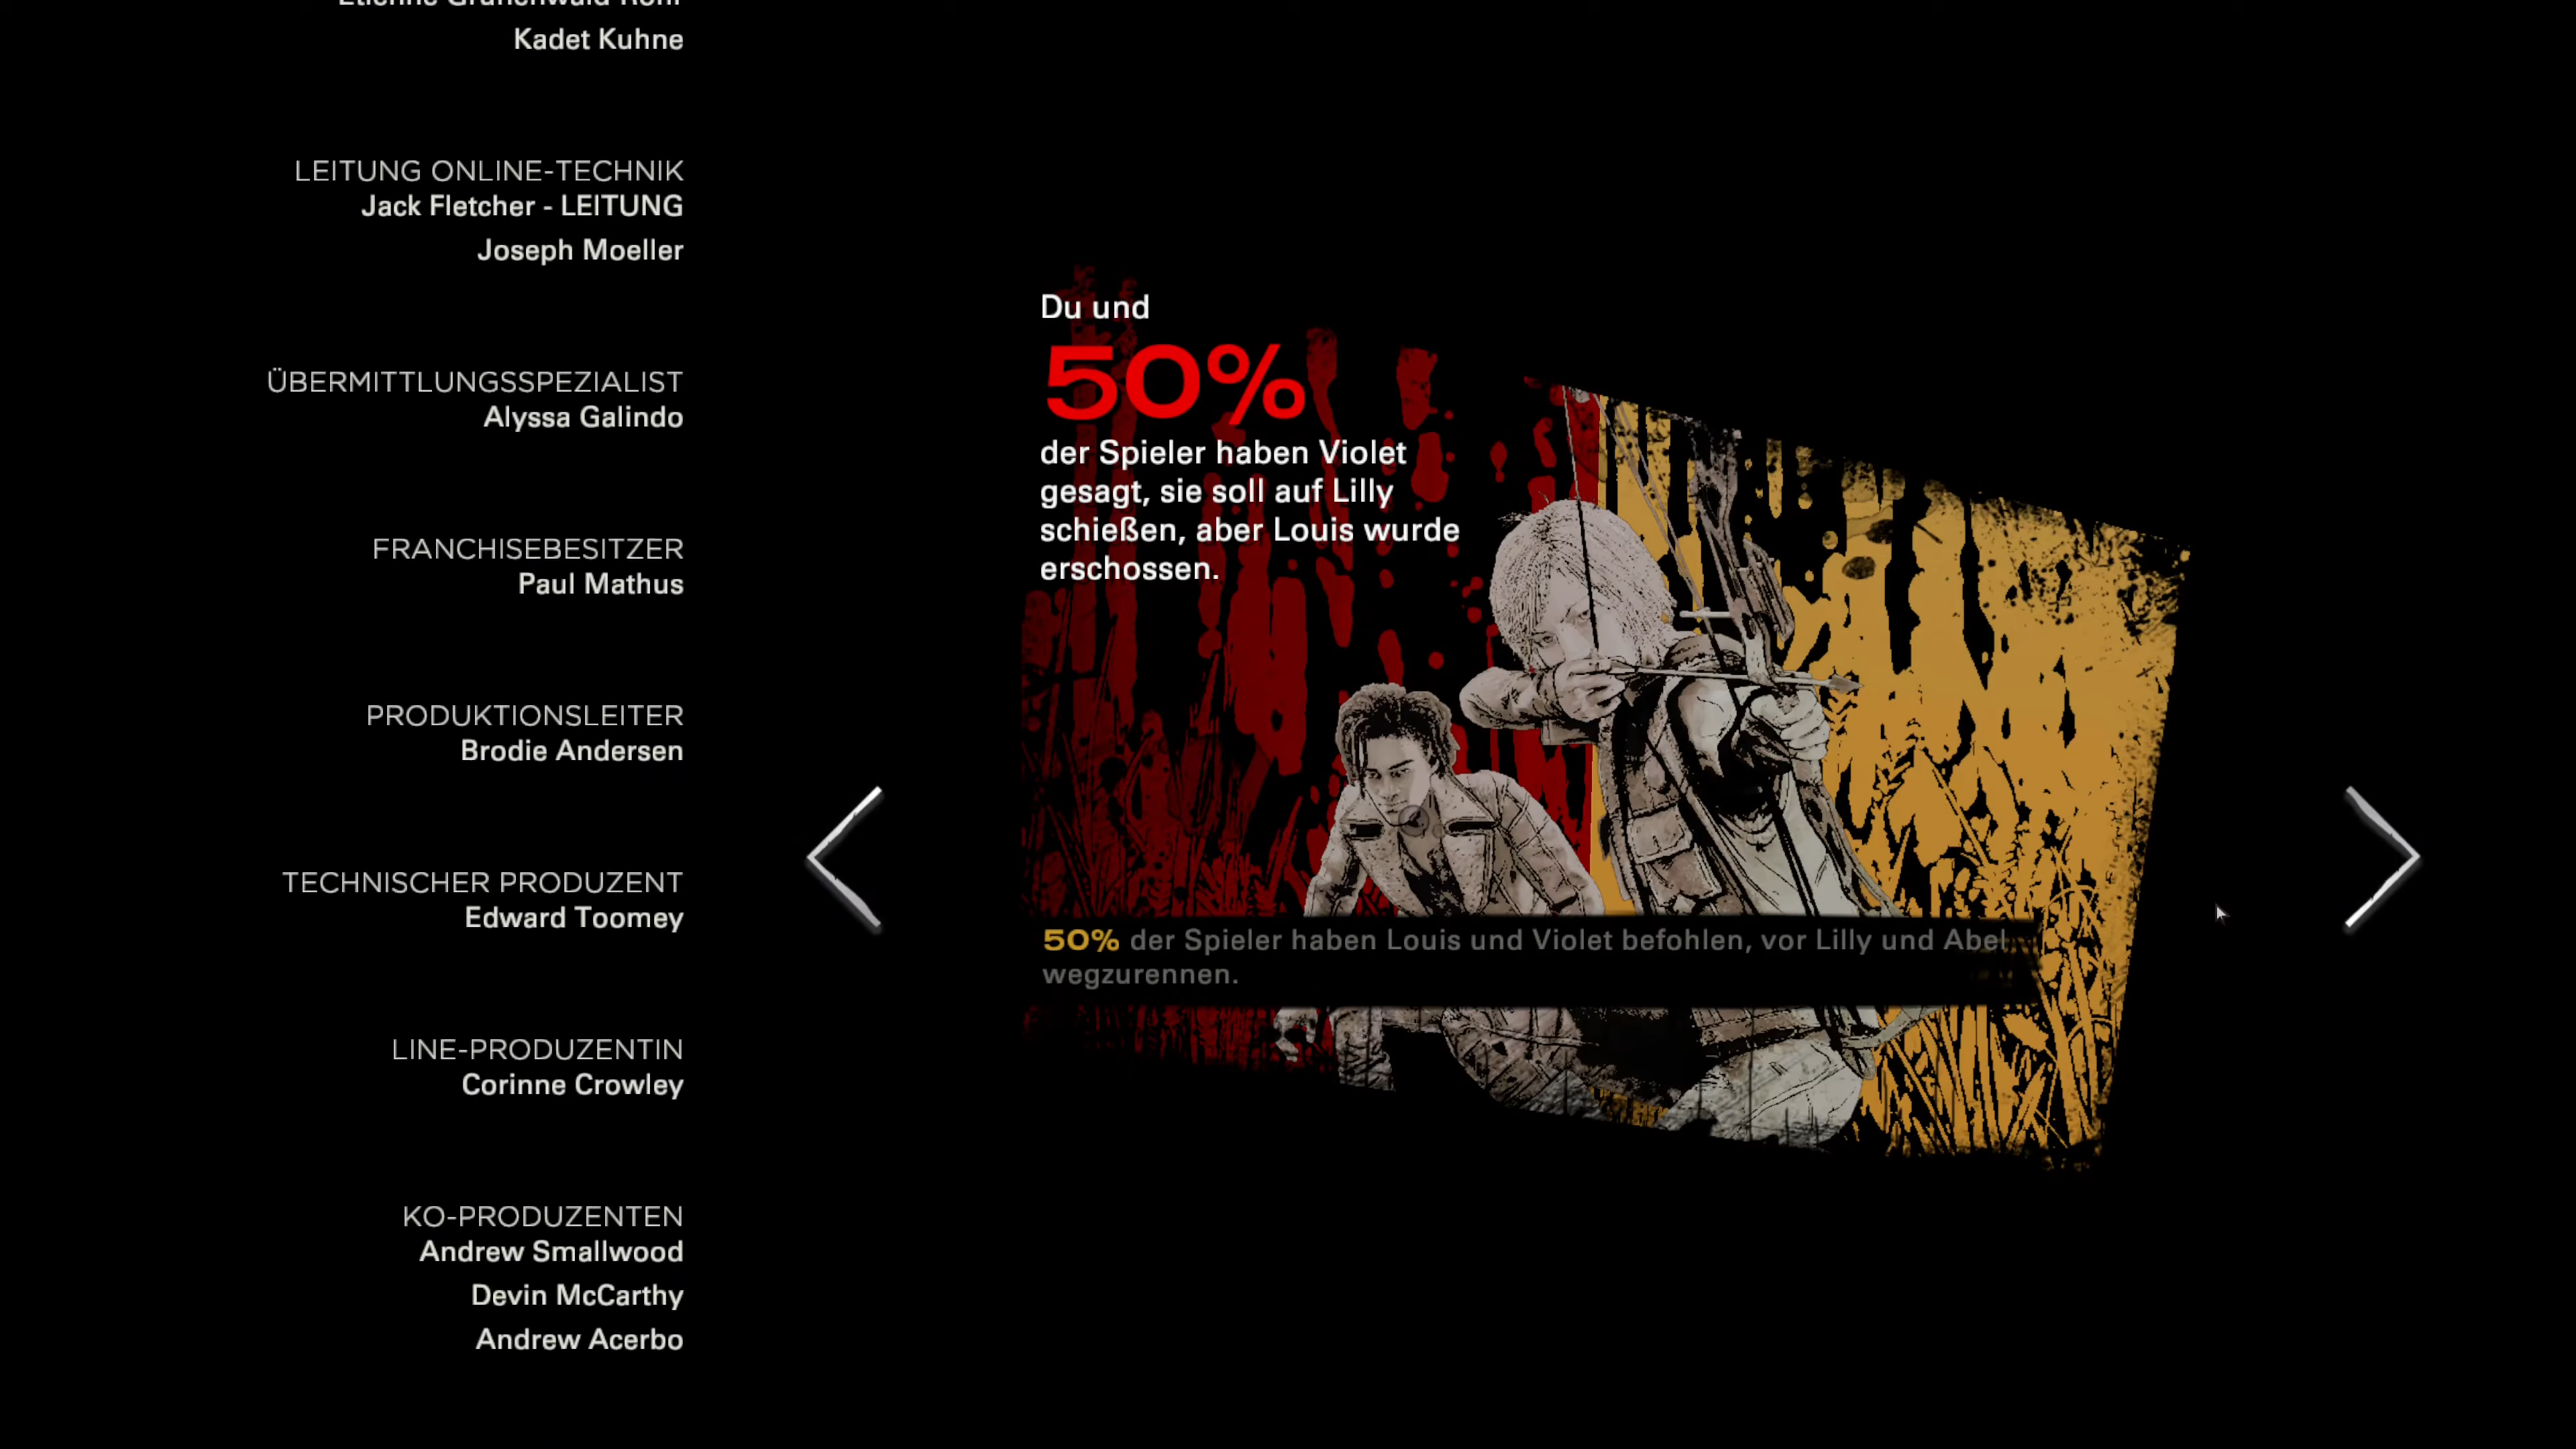 Kadet Kuhne
LEITUNG ONLINE-TECHNIK
Jack Fletcher - LEITUNG
Joseph Moeller
ÜBERMITTLUNGSSPEZIALIST
Alyssa Galindo
FRANCHISEBESITZER
Paul Mathus
PRODUKTIONSLEITER
Brodie Andersen
TECHNISCHER PRODUZENT
Edward Toomey
LINE-PRODUZENTIN
Corinne Crowley
KO-PRODUZENTEN
Andrew Smallwood
Devin McCarthy
Andrew Acerbo
Du und
50%
der Spieler haben Violet
gesagt, sie soll auf Lilly
schießen, aber Louis wurde
erschossen.
50% der Spieler haben Louis und Violet befohlen, vor Lilly und Abel
wegzurennen.